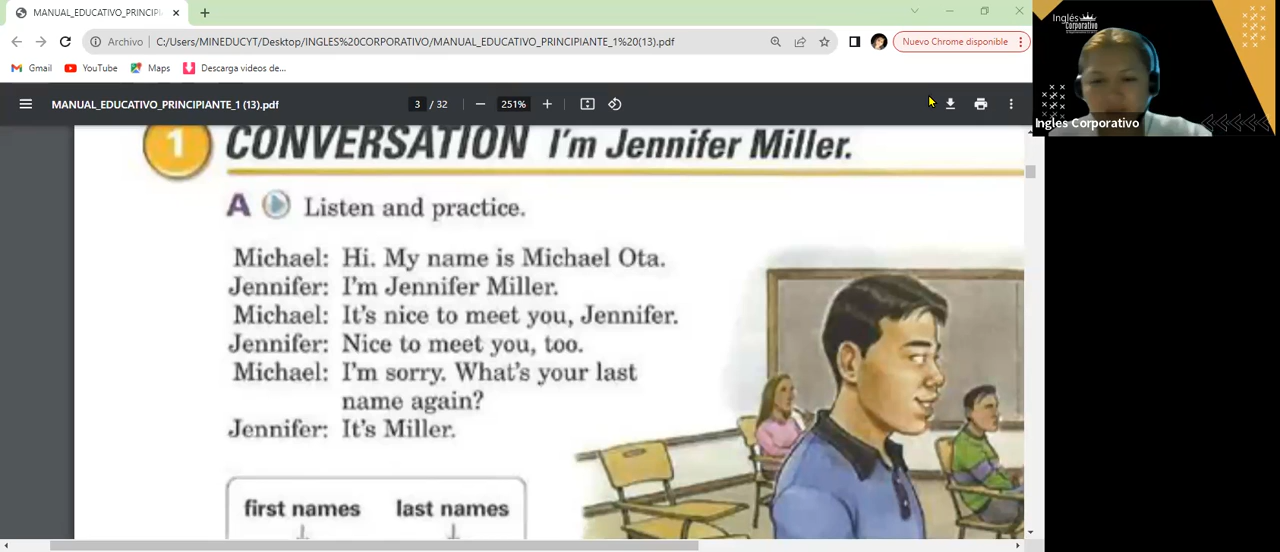 MANUAL_EDUCATIVO_PRINCIPI
Archivo C:/Users/MINEDUCYT/Desktop/INGLES%20CORPORATIVO/MANUAL_EDUCATIVO_PRINCIPIANTE_1%20(13).pdf
Nuevo Chrome disponible
Gmail YouTube Maps Descarga videos de...
MANUAL_EDUCATIVO_PRINCIPIANTE_1 (13).pdf 3 / 32 251%
Inglés
Corporativo
Ingles Corporativo
1 CONVERSATION I'm Jennifer Miller.
A Listen and practice.
Michael: Hi. My name is Michael Ota.
Jennifer: I'm Jennifer Miller.
Michael: It's nice to meet you, Jennifer.
Jennifer: Nice to meet you, too.
Michael: I'm sorry. What's your last
name again?
Jennifer: It's Miller.
first names last names